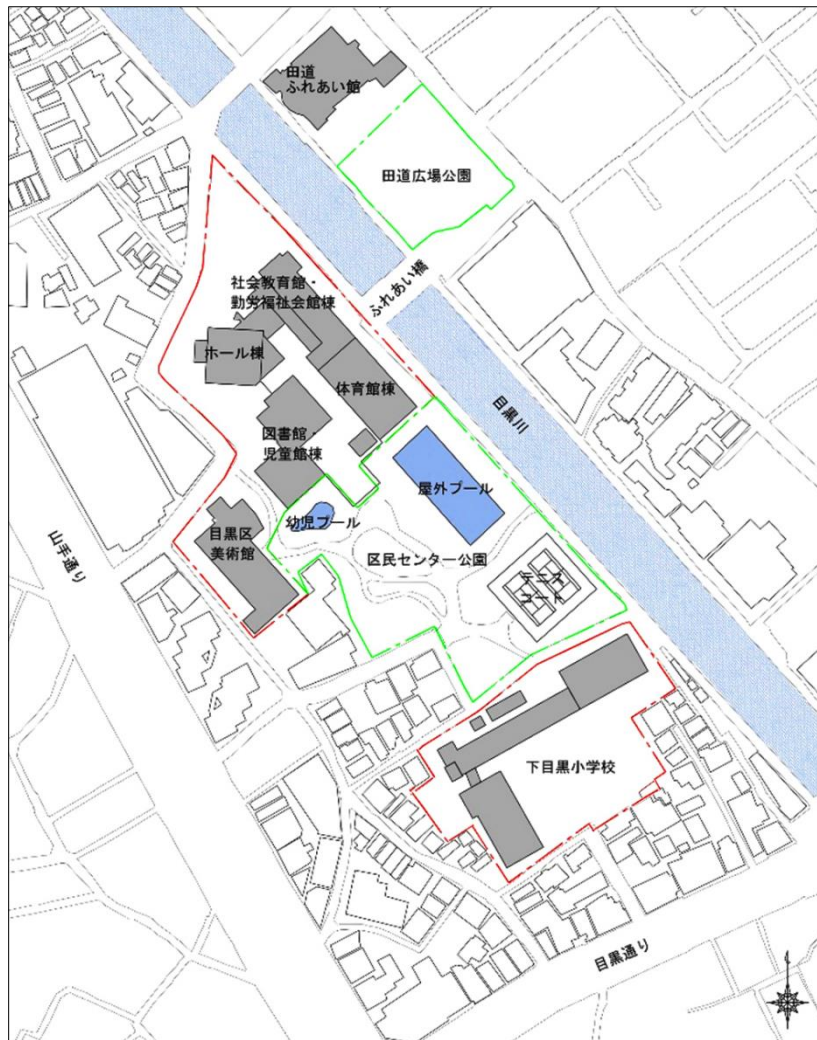 田道
ふれあい館
田道広場公園
ふれあい橋
社会教育館・
勤労福祉会館棟
ホール棟
体育館棟
図書館・
児童館棟
目黒川
屋外プール
幼児プール
目黒区
美術館
区民センター公園
テニス
コート
山手通り
下目黒小学校
目黒通り